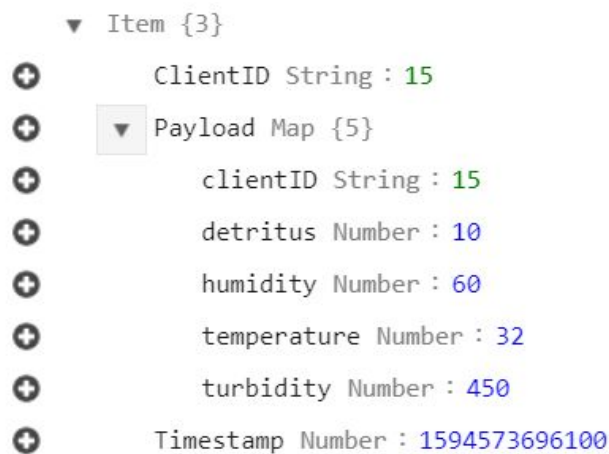 Item {3}
ClientID String : 15
Payload Map {5}
clientID String : 15
detritus Number : 10
humidity Number : 60
temperature Number : 32
turbidity Number : 450
Timestamp Number : 1594573696100